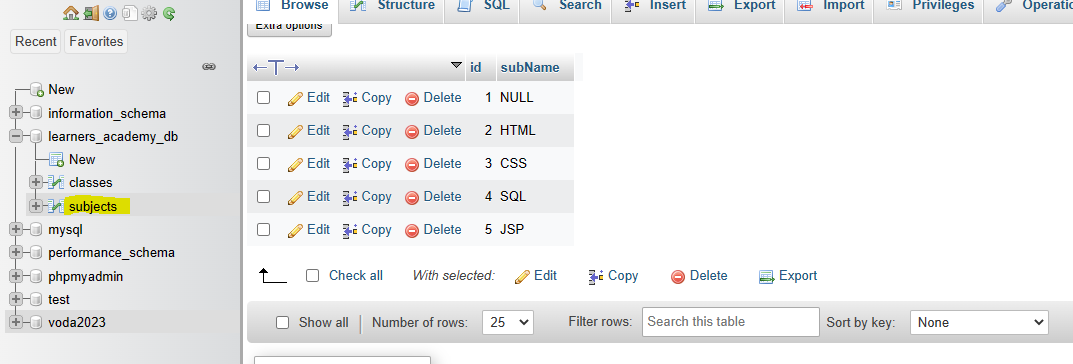 Browse Structure SQL Search Insert Export Import Privileges Operatio
Extra options
Recent Favorites
New
information_schema
learners_academy_db
New
classes
subjects
mysql
performance_schema
phpmyadmin
test
voda2023
←T→ id subName
Edit Copy Delete 1 NULL
Edit Copy Delete 2 HTML
Edit Copy Delete 3 CSS
Edit Copy Delete 4 SQL
Edit Copy Delete 5 JSP
Check all With selected: Edit Copy Delete Export
Show all Number of rows: 25 Filter rows: Search this table Sort by key: None